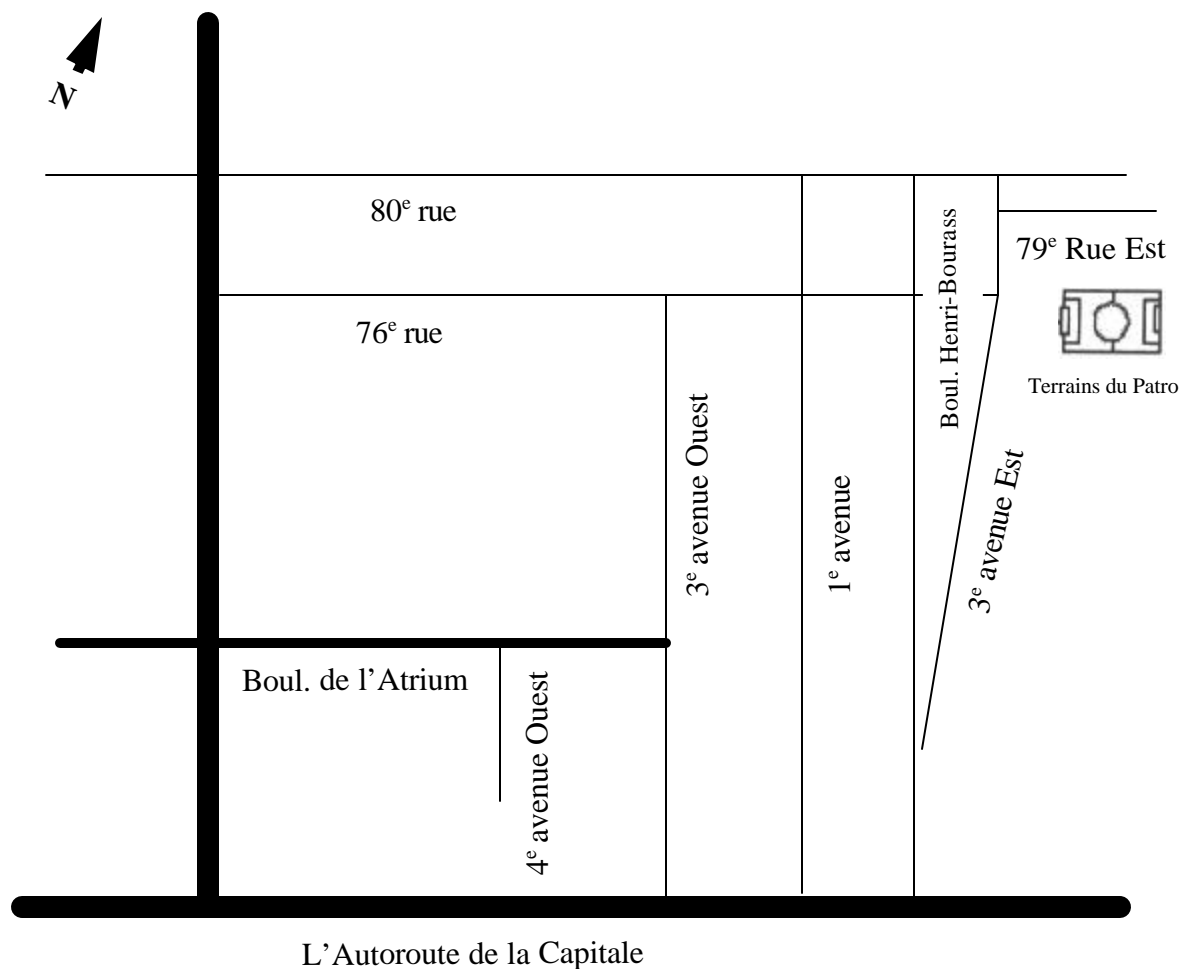 N
80e rue
79e Rue Est
76e rue
Boul. Henri-Bourass
Terrains du Patro
3e avenue Ouest
1e avenue
3e avenue Est
Boul. de l’Atrium
4e avenue Ouest
L’Autoroute de la Capitale